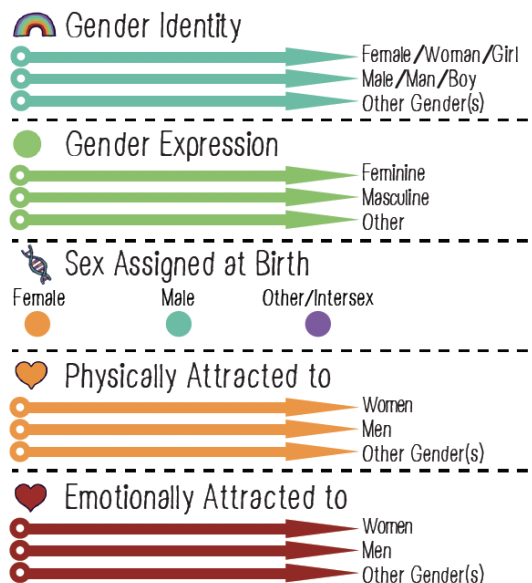 Gender Identity
Female/Woman/Girl
Male/Man/Boy
Other Gender(s)
Gender Expression
Feminine
Masculine
Other
Sex Assigned at Birth
Female Male Other/Intersex
Physically Attracted to
Women
Men
Other Gender(s)
Emotionally Attracted to
Women
Men
Other Gender(s)